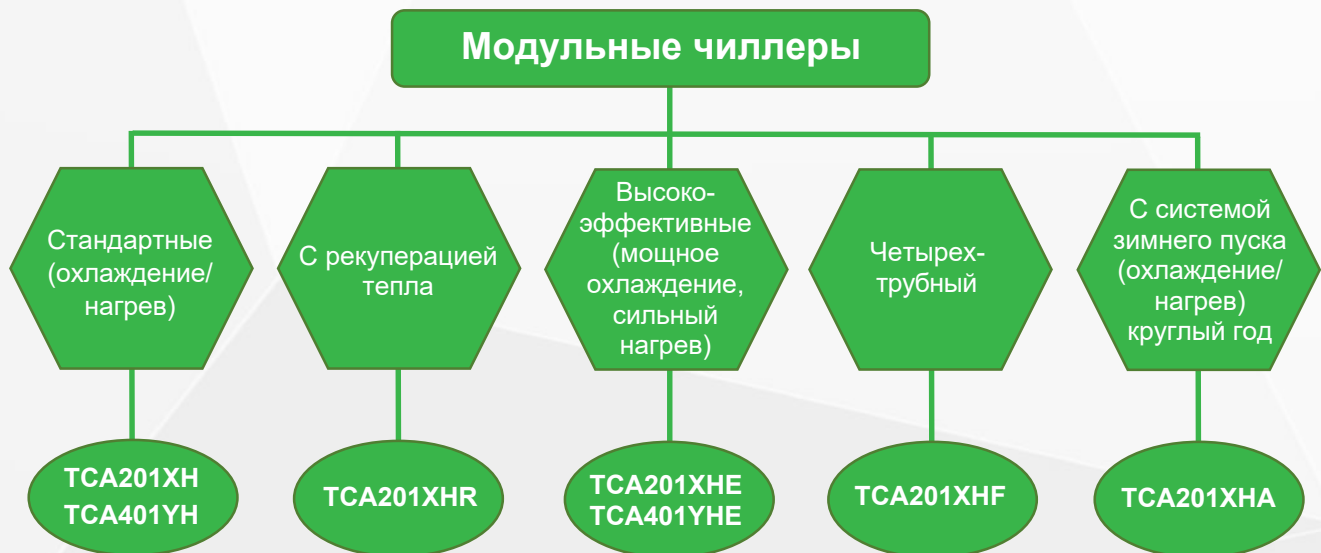 Модульные чиллеры
Стандартные
(охлаждение/
нагрев)
С рекуперацией
тепла
Высоко-
эффективные
(мощное
охлаждение,
сильный
нагрев)
Четырех-
трубный
С системой
зимнего пуска
(охлаждение/
нагрев)
круглый год
TCA201XH
TCA401YH
TCA201XHR
TCA201XHE
TCA401YHE
TCA201XHF
TCA201XHA